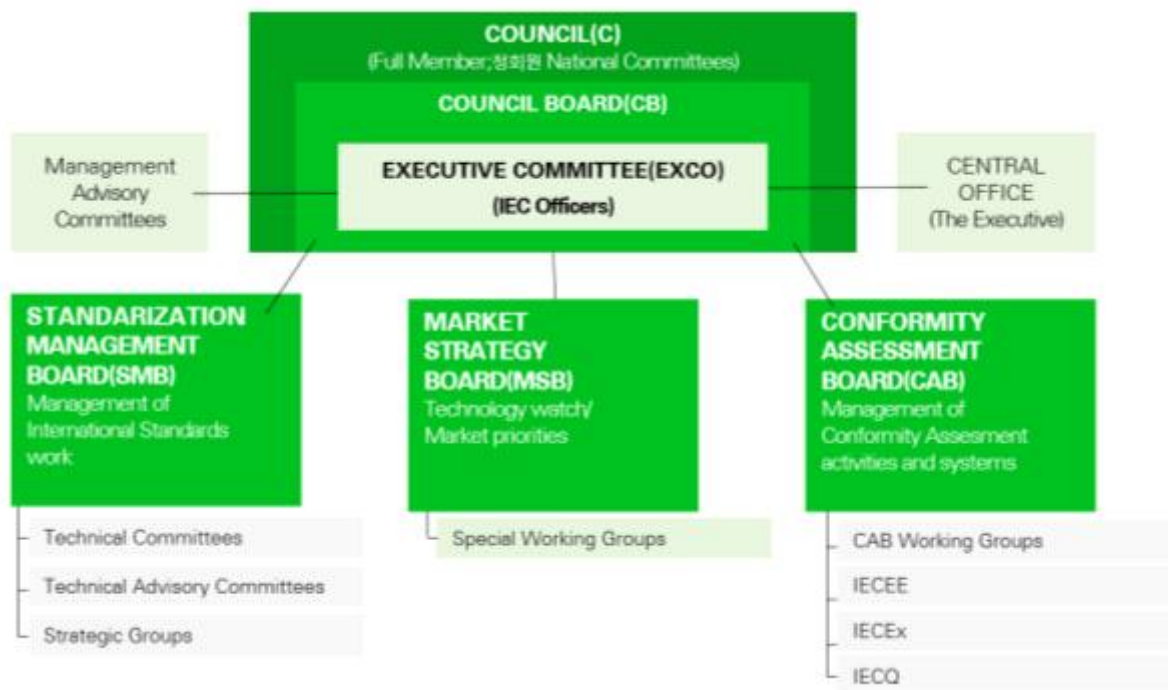 COUNCIL(C)
(Full Member;정회원 National Committees)
COUNCIL BOARD(CB)
EXECUTIVE COMMITTEE(EXCO)
(IEC Officers)
Management
Advisory
Committees
CENTRAL
OFFICE
(The Executive)
STANDARIZATION
MANAGEMENT
BOARD(SMB)
Management of
International Standards
work
Technical Committees
Technical Advisory Committees
Strategic Groups
MARKET
STRATEGY
BOARD(MSB)
Technology watch/
Market priorities
Special Working Groups
CONFORMITY
ASSESSMENT
BOARD(CAB)
Management of
Conformity Assesment
activities and systems
CAB Working Groups
IECEE
IECEx
IECQ